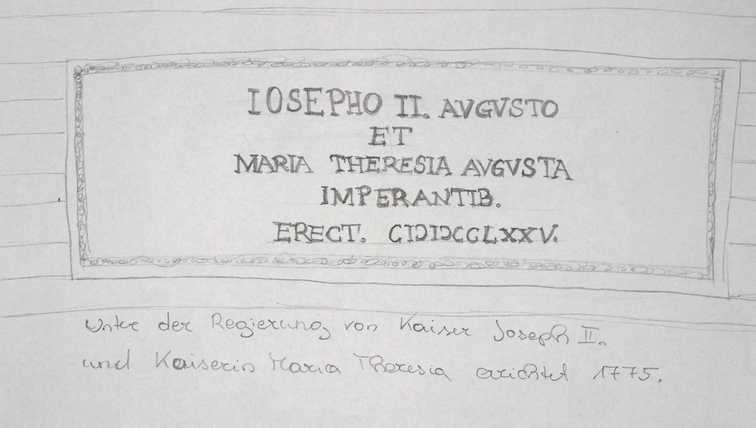 IOSEPHO II. AVGVSTO
ET
MARIA THERESIA AVGVSTA
IMPERANTIB.
ERECT. CIƆIƆCCLXXV.
Unter der Regierung von Kaiser Joseph II.
und Kaiserin Maria Theresia errichtet 1775.